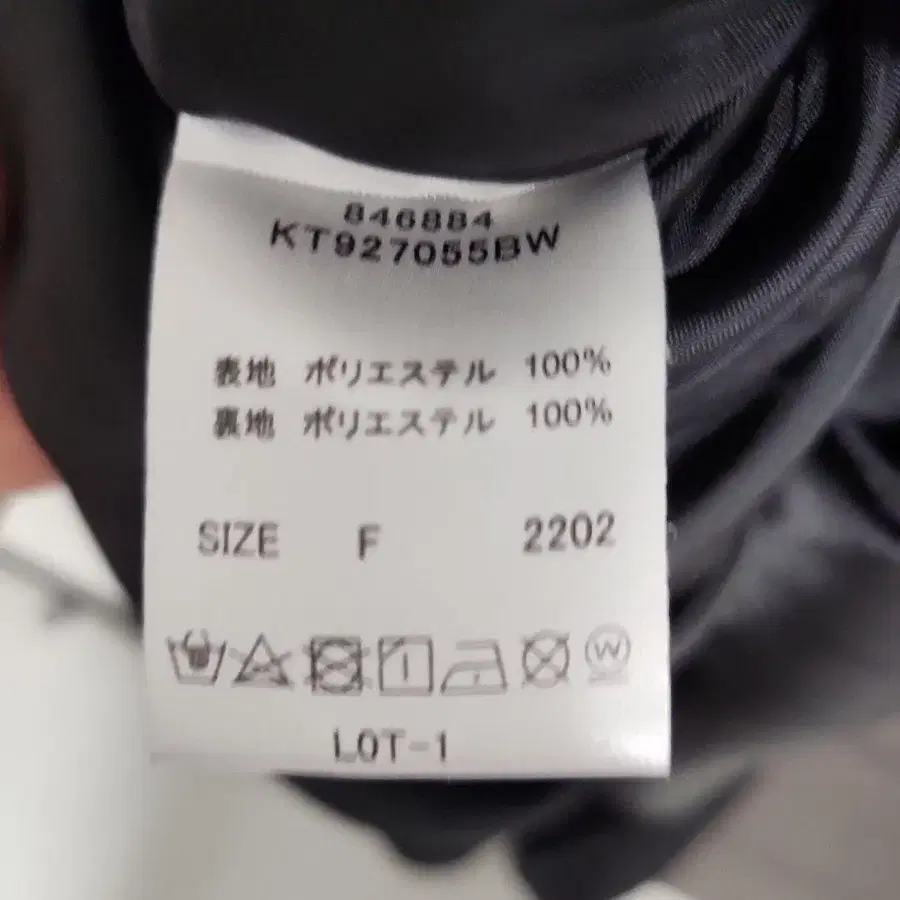 846884
KT927055BW
表地 ポリエステル 100%
裏地 ポリエステル 100%
SIZE F 2202
W
LOT-1